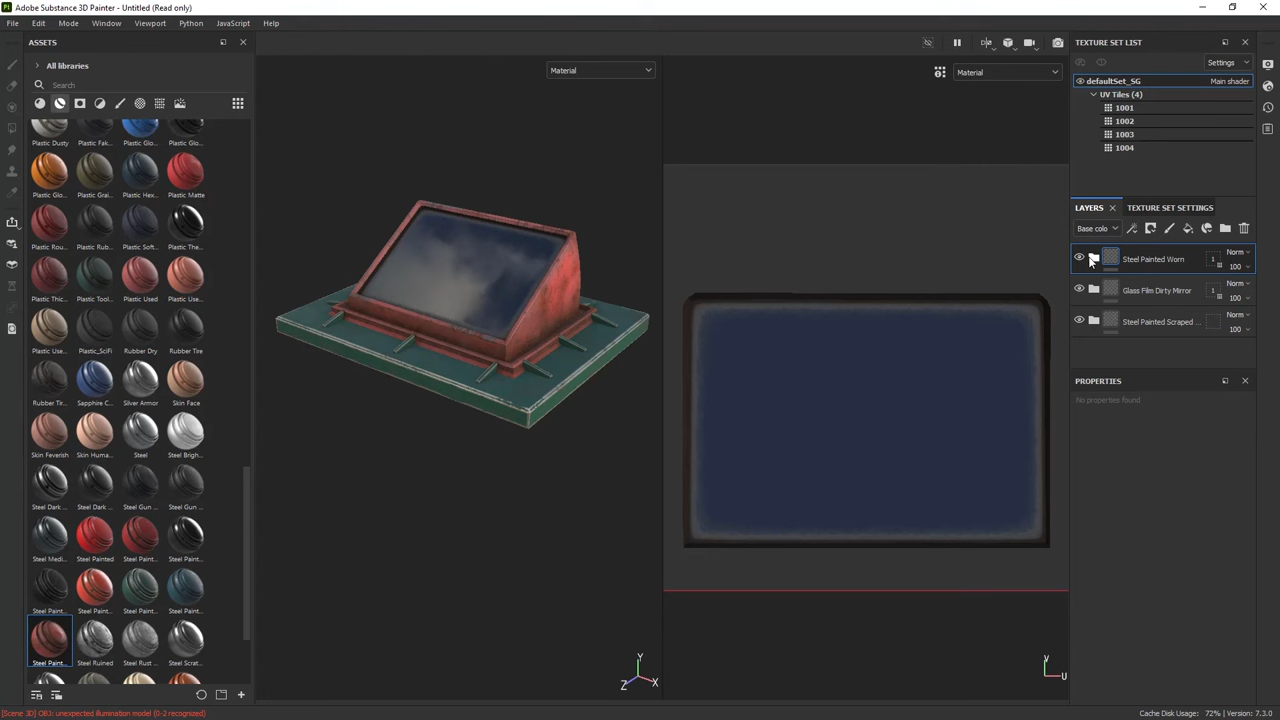 Adobe Substance 3D Painter - Untitled (Read only)
File Edit Mode Window Viewport Python JavaScript Help
ASSETS
All libraries
Search
Plastic Dusty Plastic Fak... Plastic Glo... Plastic Glo...
Plastic Glo... Plastic Grai... Plastic Hex... Plastic Matte
Plastic Rou... Plastic Rub... Plastic Soft... Plastic The...
Plastic Thic... Plastic Tool... Plastic Used Plastic Use...
Plastic Use... Plastic_SciFi Rubber Dry Rubber Tire
Rubber Tir... Sapphire C... Silver Armor Skin Face
Skin Feverish Skin Huma... Steel Steel Brigh...
Steel Dark ... Steel Dark ... Steel Gun ... Steel Gun ...
Steel Medi... Steel Painted Steel Paint... Steel Paint...
Steel Paint... Steel Paint... Steel Paint... Steel Paint...
Steel Paint... Steel Ruined Steel Rust ... Steel Scrat...
Material
Material
Y
Z X
V
U
TEXTURE SET LIST
Settings
defaultSet_SG Main shader
UV Tiles (4)
1001
1002
1003
1004
LAYERS TEXTURE SET SETTINGS
Base colo
Steel Painted Worn 1 Norm
100
Glass Film Dirty Mirror 1 Norm
100
Steel Painted Scraped ... Norm
100
PROPERTIES
No properties found
[Scene 3D] OBJ: unexpected illumination model (0-2 recognized)
Cache Disk Usage: 72% | Version: 7.3.0